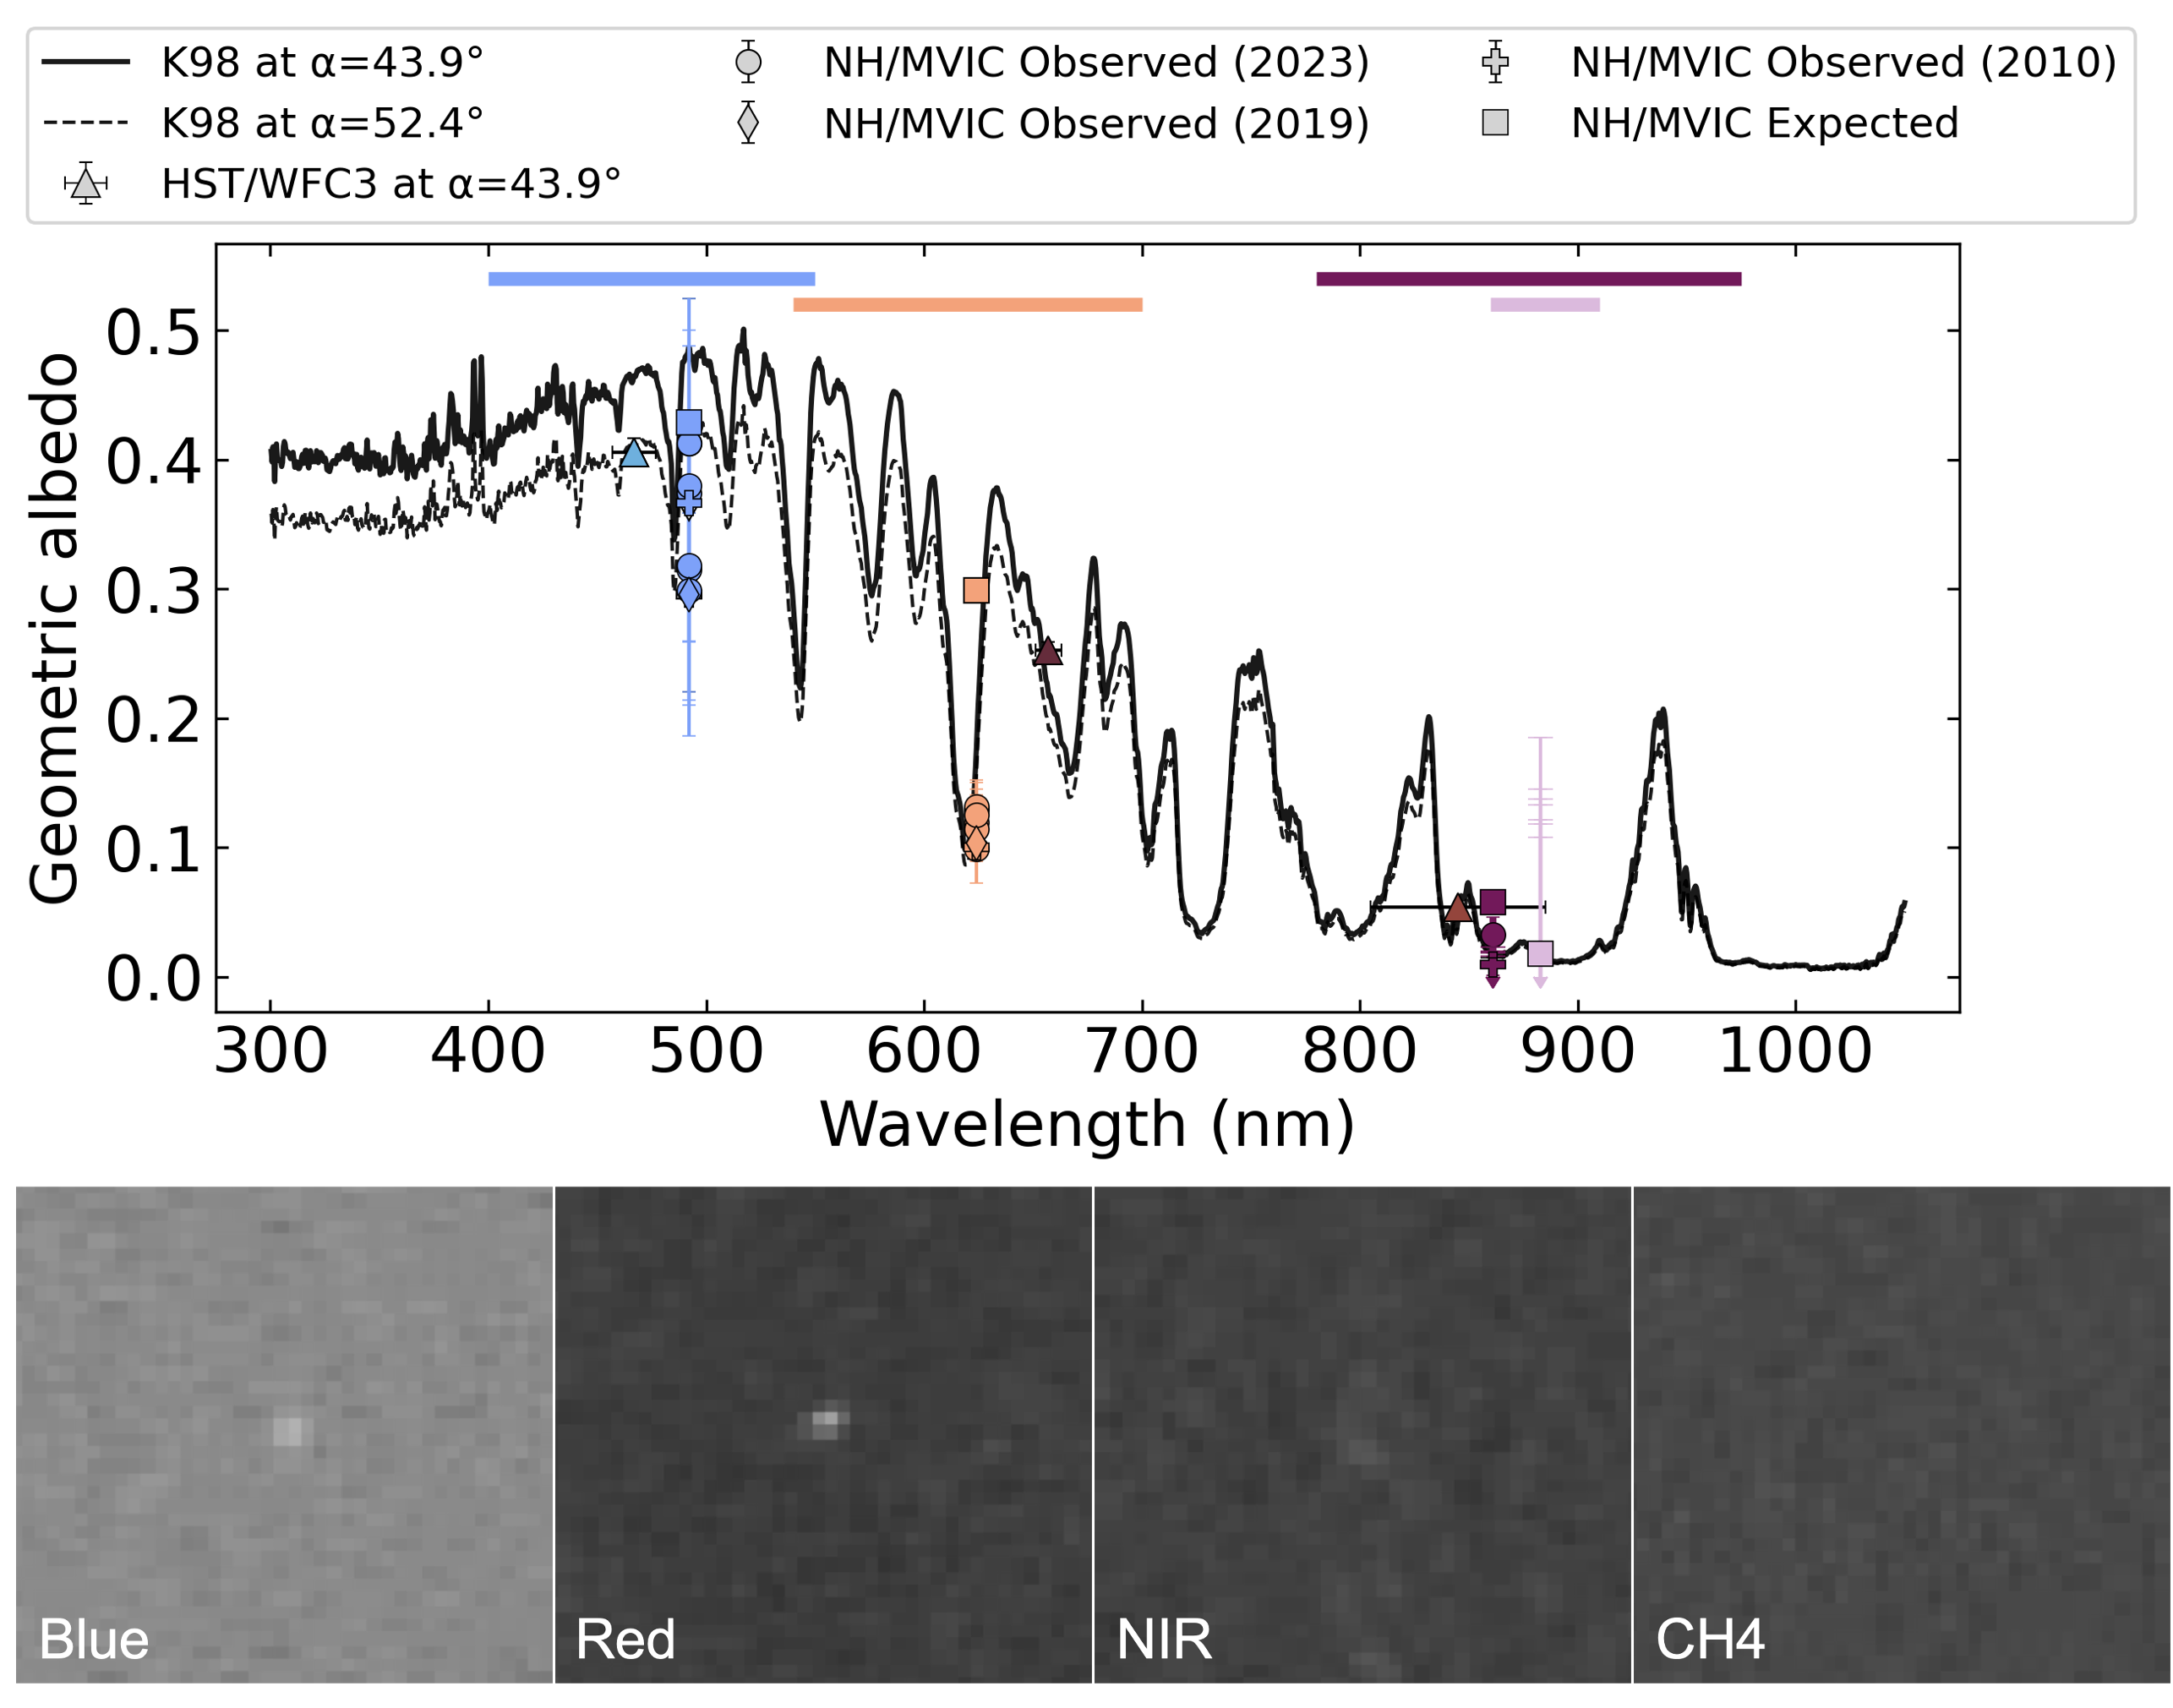 K98 at α=43.9°
K98 at α=52.4°
HST/WFC3 at α=43.9°
NH/MVIC Observed (2023)
NH/MVIC Observed (2019)
NH/MVIC Observed (2010)
NH/MVIC Expected
Geometric albedo
0.5
0.4
0.3
0.2
0.1
0.0
300 400 500 600 700 800 900 1000
Wavelength (nm)
Blue
Red
NIR
CH4